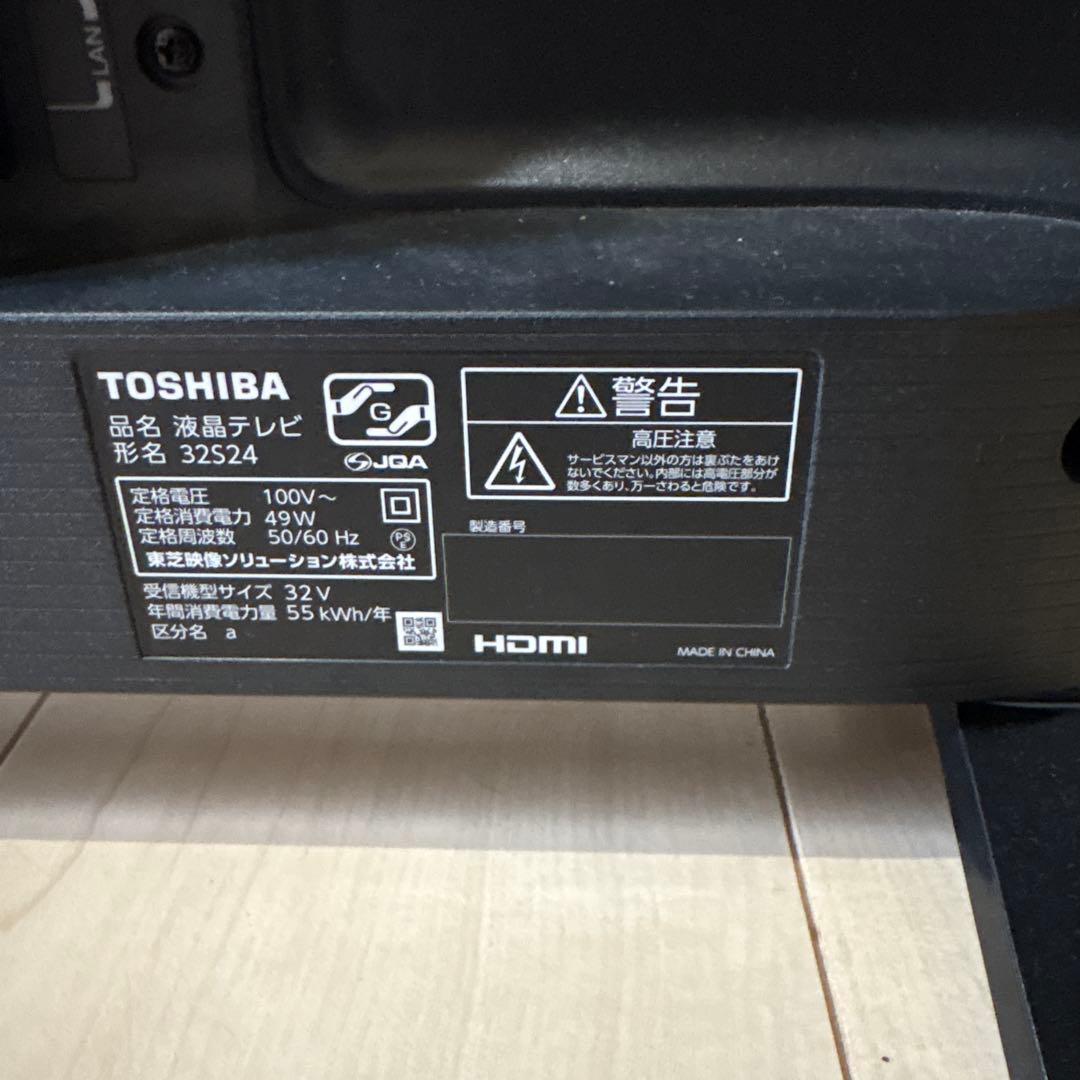 LAN
TOSHIBA
品名 液晶テレビ
形名 32S24
G
JQA
定格電圧 100V～
定格消費電力 49W
定格周波数 50/60 Hz
PS
E
東芝映像ソリューション株式会社
受信機型サイズ 32V
年間消費電力量 55kWh/年
区分名 a
警告
高圧注意
サービスマン以外の方は裏ぶたをあけ
ないでください。内部には高電圧部分が
数多くあり、万一さわると危険です。
製造番号
HDMI
MADE IN CHINA